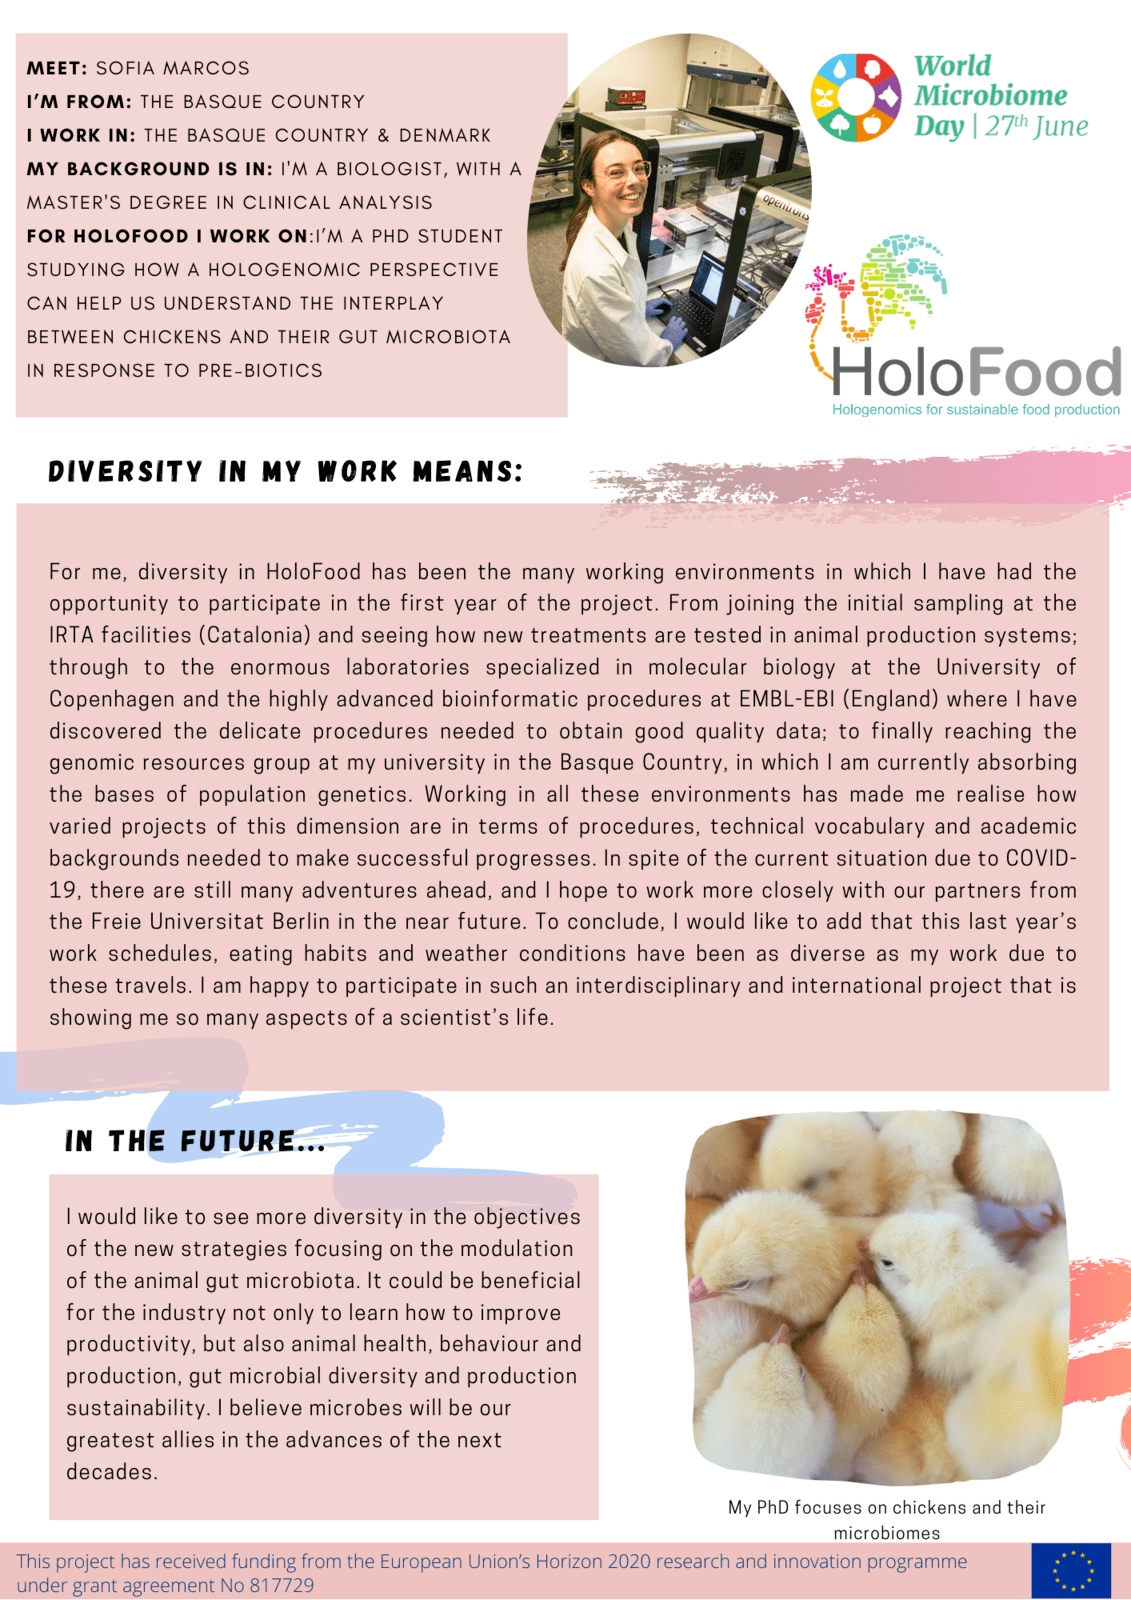 MEET: SOFIA MARCOS
I'M FROM: THE BASQUE COUNTRY
I WORK IN: THE BASQUE COUNTRY & DENMARK
MY BACKGROUND IS IN: I'M A BIOLOGIST, WITH A
MASTER'S DEGREE IN CLINICAL ANALYSIS
FOR HOLOFOOD I WORK ON:I'M A PHD STUDENT
STUDYING HOW A HOLOGENOMIC PERSPECTIVE
CAN HELP US UNDERSTAND THE INTERPLAY
BETWEEN CHICKENS AND THEIR GUT MICROBIOTA
IN RESPONSE TO PRE-BIOTICS
opentrons
World
Microbiome
Day | 27th June
HoloFood
Hologenomics for sustainable food production
DIVERSITY IN MY WORK MEANS:
For me, diversity in HoloFood has been the many working environments in which I have had the
opportunity to participate in the first year of the project. From joining the initial sampling at the
IRTA facilities (Catalonia) and seeing how new treatments are tested in animal production systems;
through to the enormous laboratories specialized in molecular biology at the University of
Copenhagen and the highly advanced bioinformatic procedures at EMBL-EBI (England) where I have
discovered the delicate procedures needed to obtain good quality data; to finally reaching the
genomic resources group at my university in the Basque Country, in which I am currently absorbing
the bases of population genetics. Working in all these environments has made me realise how
varied projects of this dimension are in terms of procedures, technical vocabulary and academic
backgrounds needed to make successful progresses. In spite of the current situation due to COVID-
19, there are still many adventures ahead, and I hope to work more closely with our partners from
the Freie Universitat Berlin in the near future. To conclude, I would like to add that this last year's
work schedules, eating habits and weather conditions have been as diverse as my work due to
these travels. I am happy to participate in such an interdisciplinary and international project that is
showing me so many aspects of a scientist's life.
IN THE FUTURE...
I would like to see more diversity in the objectives
of the new strategies focusing on the modulation
of the animal gut microbiota. It could be beneficial
for the industry not only to learn how to improve
productivity, but also animal health, behaviour and
production, gut microbial diversity and production
sustainability. I believe microbes will be our
greatest allies in the advances of the next
decades.
My PhD focuses on chickens and their
microbiomes
This project has received funding from the European Union's Horizon 2020 research and innovation programme
under grant agreement No 817729